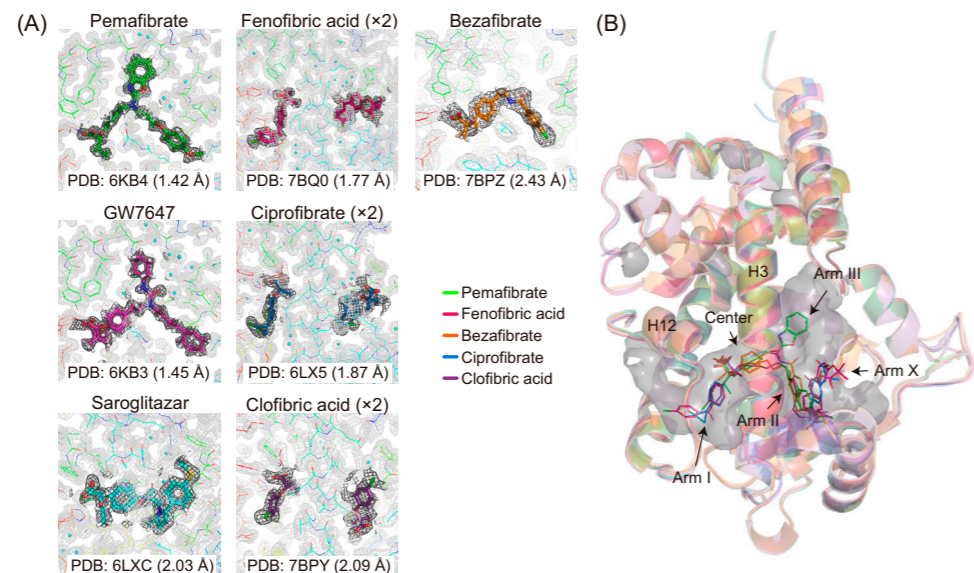 (A)
Pemafibrate
PDB: 6KB4 (1.42 Å)
Fenofibric acid (×2)
PDB: 7BQ0 (1.77 Å)
Bezafibrate
PDB: 7BPZ (2.43 Å)
GW7647
PDB: 6KB3 (1.45 Å)
Ciprofibrate (×2)
PDB: 6LX5 (1.87 Å)
Saroglitazar
PDB: 6LXC (2.03 Å)
Clofibric acid (×2)
PDB: 7BPY (2.09 Å)
Pemafibrate
Fenofibric acid
Bezafibrate
Ciprofibrate
Clofibric acid
(B)
H3
Arm III
Center
H12
Arm X
Arm II
Arm I